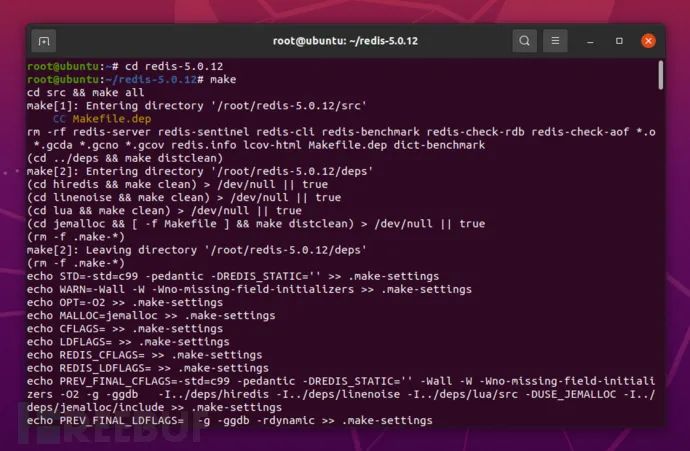 root@ubuntu: ~/redis-5.0.12
root@ubuntu:~# cd redis-5.0.12
root@ubuntu:~/redis-5.0.12# make
cd src && make all
make[1]: Entering directory '/root/redis-5.0.12/src'
    CC Makefile.dep
rm -rf redis-server redis-sentinel redis-cli redis-benchmark redis-check-rdb redis-check-aof *.o
 *.gcda *.gcno *.gcov redis.info lcov-html Makefile.dep dict-benchmark
(cd ../deps && make distclean)
make[2]: Entering directory '/root/redis-5.0.12/deps'
(cd hiredis && make clean) > /dev/null || true
(cd linenoise && make clean) > /dev/null || true
(cd lua && make clean) > /dev/null || true
(cd jemalloc && [ -f Makefile ] && make distclean) > /dev/null || true
(rm -f .make-*)
make[2]: Leaving directory '/root/redis-5.0.12/deps'
(rm -f .make-*)
echo STD=-std=c99 -pedantic -DREDIS_STATIC='' >> .make-settings
echo WARN=-Wall -W -Wno-missing-field-initializers >> .make-settings
echo OPT=-O2 >> .make-settings
echo MALLOC=jemalloc >> .make-settings
echo CFLAGS= >> .make-settings
echo LDFLAGS= >> .make-settings
echo REDIS_CFLAGS= >> .make-settings
echo REDIS_LDFLAGS= >> .make-settings
echo PREV_FINAL_CFLAGS=-std=c99 -pedantic -DREDIS_STATIC='' -Wall -W -Wno-missing-field-initiali
zers -O2 -g -ggdb   -I../deps/hiredis -I../deps/linenoise -I../deps/lua/src -DUSE_JEMALLOC -I../
deps/jemalloc/include >> .make-settings
echo PREV_FINAL_LDFLAGS=  -g -ggdb -rdynamic >> .make-settings
FREEBUF